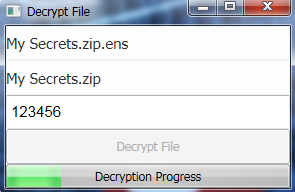 Decrypt File
My Secrets.zip.ens
My Secrets.zip
123456
Decrypt File
Decryption Progress